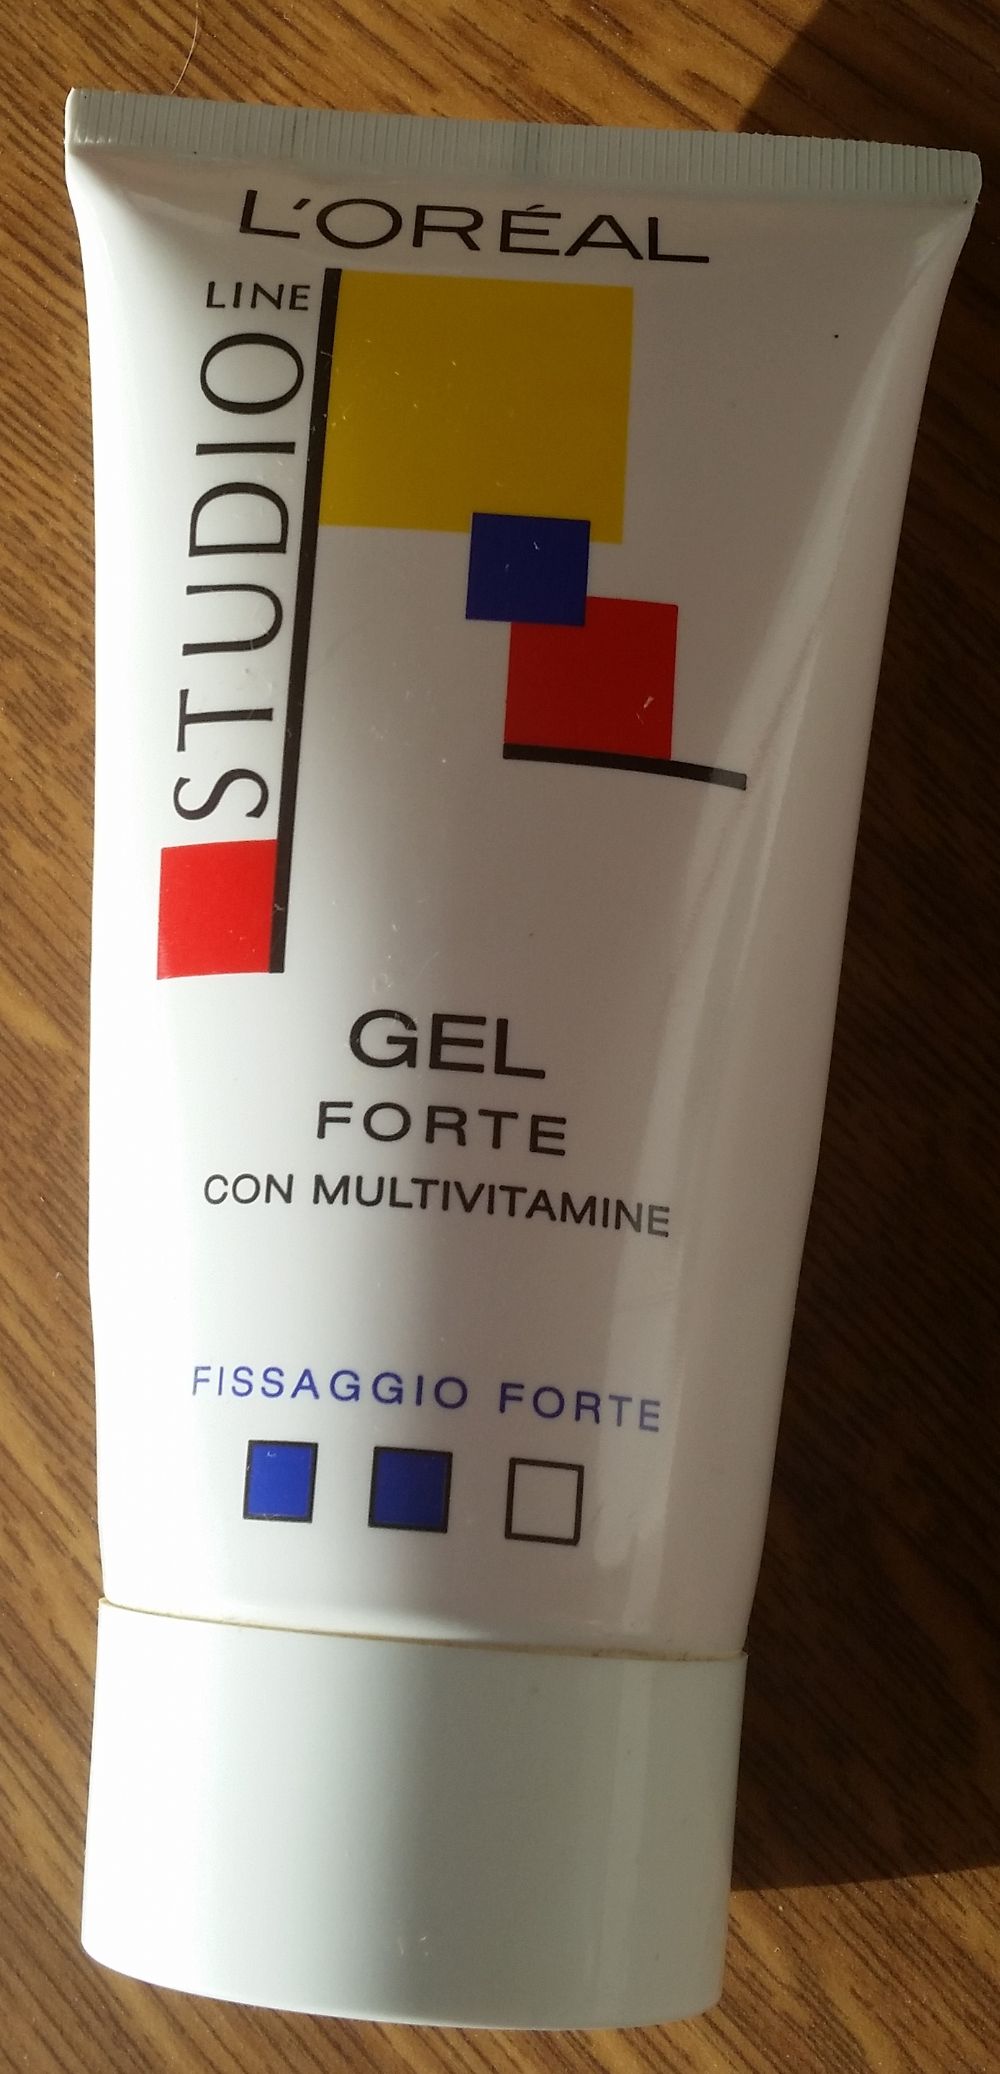 L'ORÉAL
STUDIO
LINE
GEL
FORTE
CON MULTIVITAMINE
FISSAGGIO FORTE